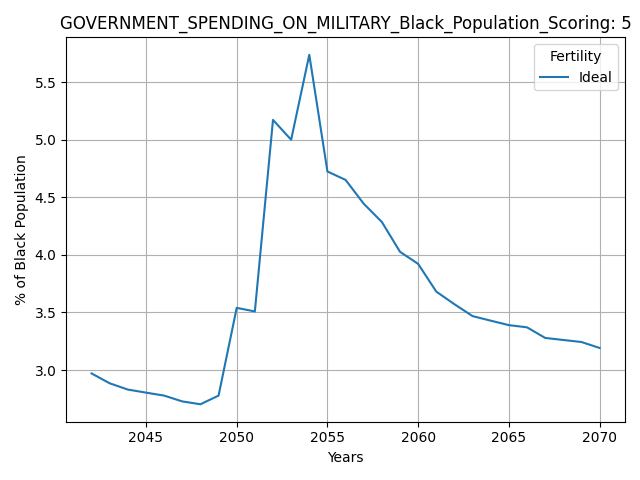 GOVERNMENT_SPENDING_ON_MILITARY_Black_Population_Scoring: 5
Fertility
Ideal
5.5
5.0
4.5
4.0
3.5
3.0
% of Black Population
2045 2050 2055 2060 2065 2070
Years